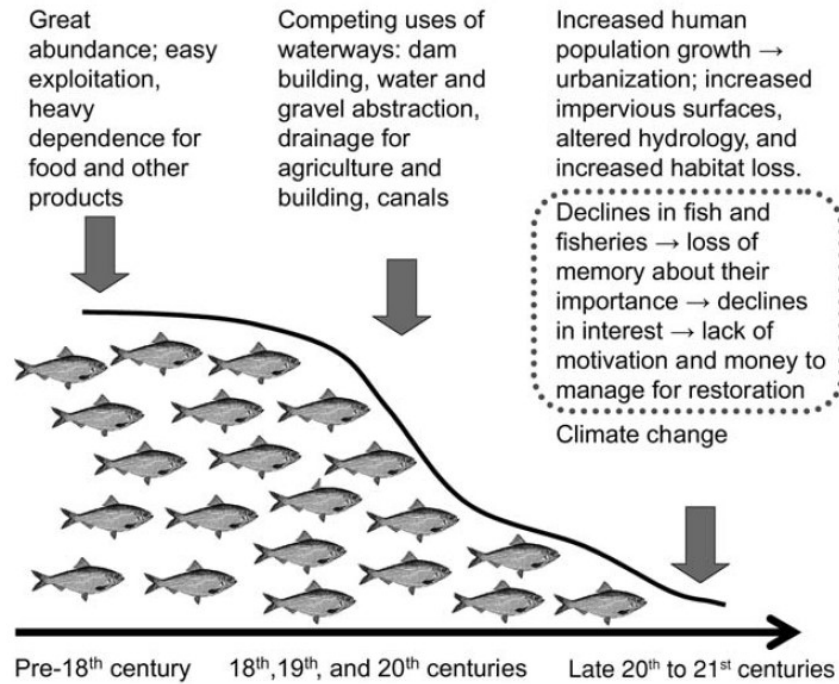 Great
abundance; easy
exploitation,
heavy
dependence for
food and other
products
Competing uses of
waterways: dam
building, water and
gravel abstraction,
drainage for
agriculture and
building, canals
Increased human
population growth →
urbanization; increased
impervious surfaces,
altered hydrology, and
increased habitat loss.
Declines in fish and
fisheries → loss of
memory about their
importance → declines
in interest → lack of
motivation and money to
manage for restoration
Climate change
Pre-18th century
18th,19th, and 20th centuries
Late 20th to 21st centuries